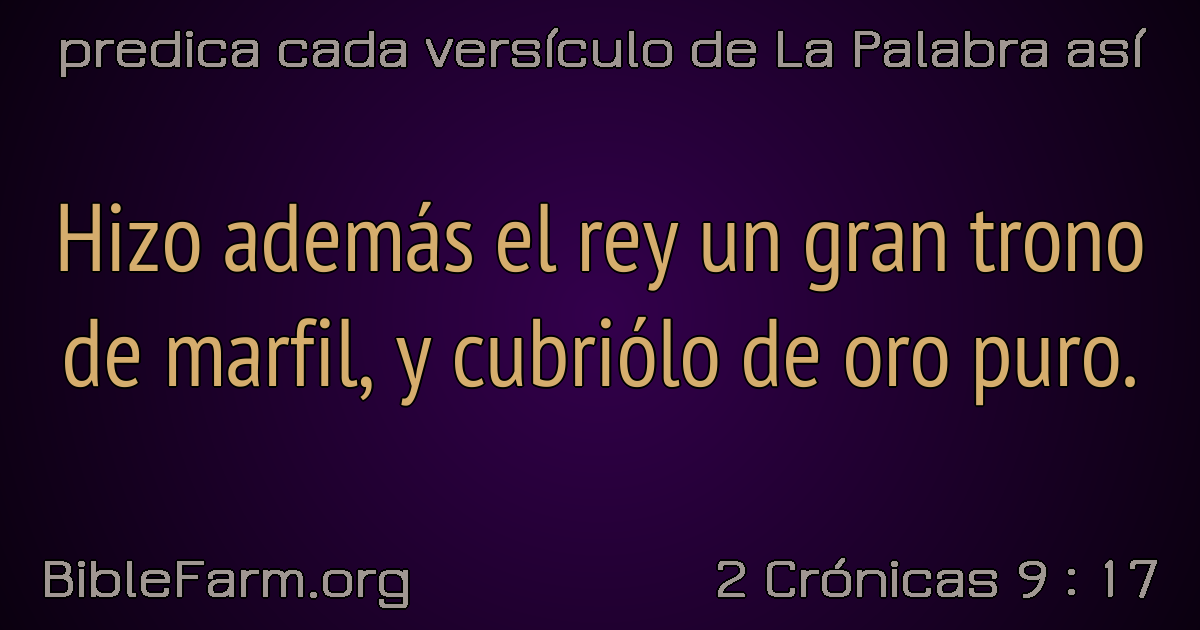 predica cada versículo de La Palabra así
Hizo además el rey un gran trono
de marfil, y cubriólo de oro puro.
BibleFarm.org
2 Crónicas 9 : 17